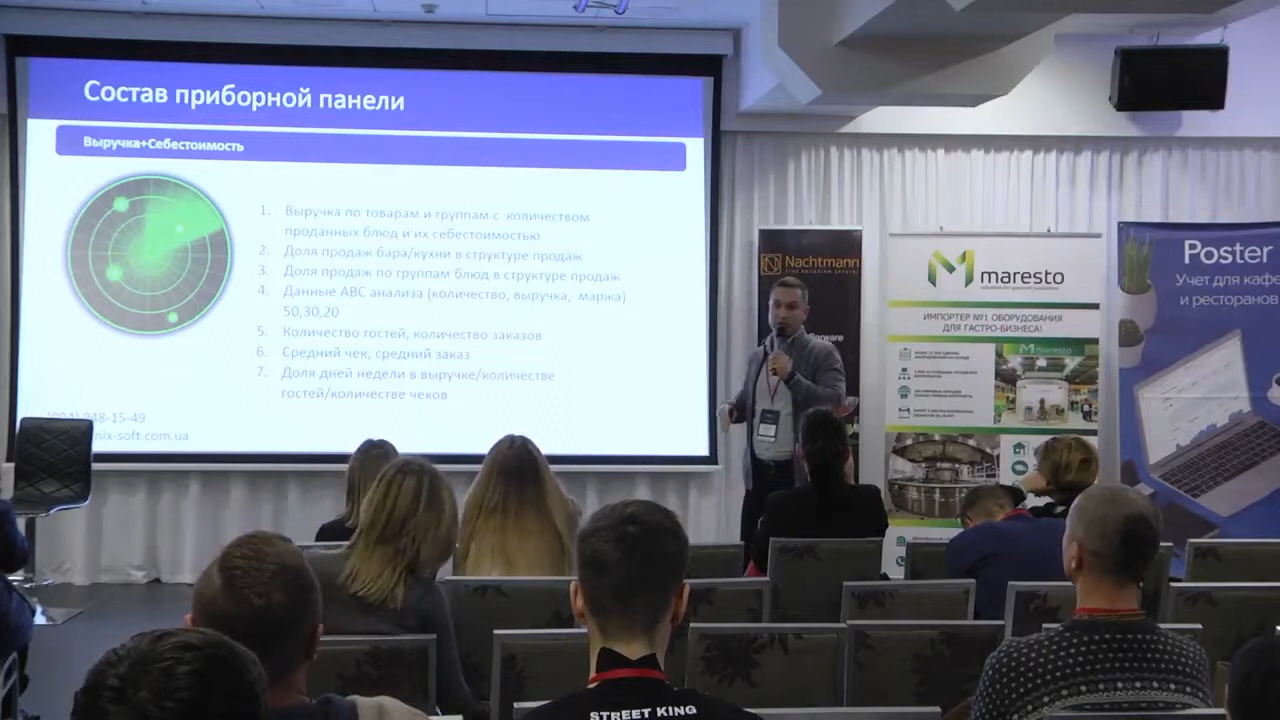 Состав приборной панели
Выручка+Себестоимость
1. Выручка по товарам и группам с количеством
проданных блюд и их себестоимостью
2. Доля продаж бара/кухни в структуре продаж
3. Доля продаж по группам блюд в структуре продаж
4. Данные ABC анализа (количество, выручка, маржа)
50,30,20
5. Количество гостей, количество заказов
6. Средний чек, средний заказ
7. Доля дней недели в выручке/количестве
гостей/количестве чеков
948-15-49
nix-soft.com.ua
Nachtmann
maresto
ИМПОРТЕР №1 ОБОРУДОВАНИЯ
ДЛЯ ГАСТРО-БИЗНЕСА!
maresto
Poster
Учет для кафе
и ресторанов
STREET KING